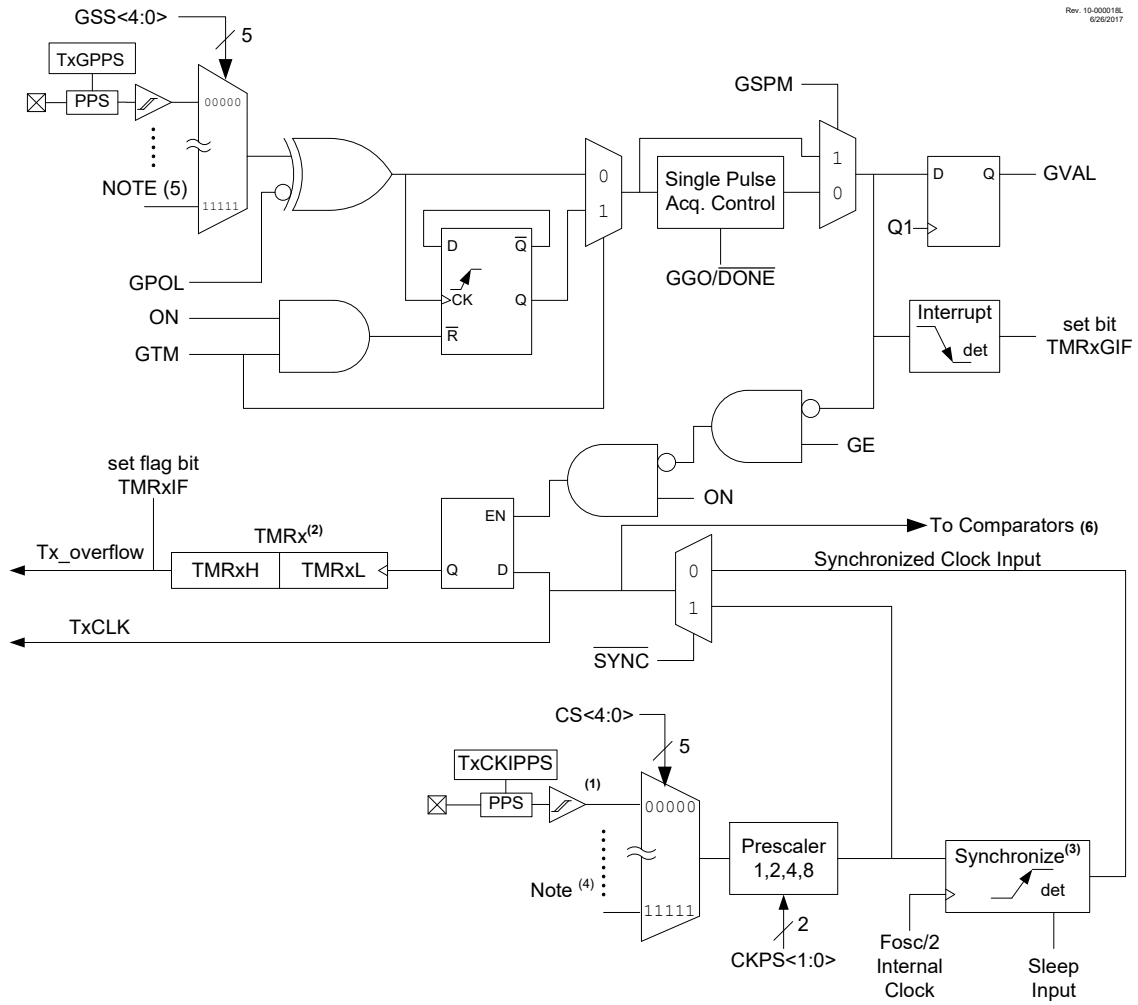 Rev. 10-000018L
6/26/2017
GSS<4:0>
5
TxGPPS
PPS
00000
NOTE (5)
11111
GPOL
ON
GTM
D
Q
CK
Q
R
0
1
Single Pulse
Acq. Control
GGO/DONE
GSPM
1
0
D
Q
Q1
GVAL
Interrupt
det
set bit
TMRxGIF
GE
ON
set flag bit
TMRxIF
Tx_overflow
TMRx(2)
TMRxH
TMRxL
EN
Q
D
TxCLK
To Comparators (6)
Synchronized Clock Input
0
1
SYNC
CS<4:0>
5
TxCKIPPS
PPS
(1)
00000
Note (4)
11111
Prescaler
1,2,4,8
2
CKPS<1:0>
Synchronize(3)
det
Fosc/2
Internal
Clock
Sleep
Input